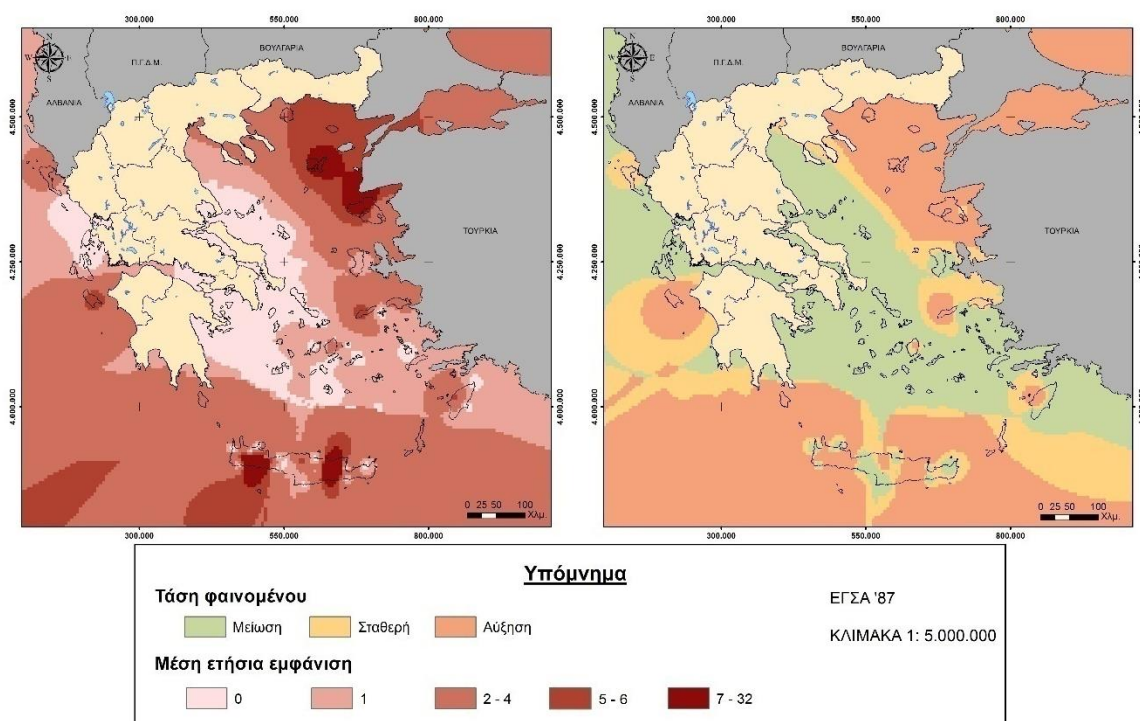 300.000 550.000 800.000
N
W E
S
ΒΟΥΛΓΑΡΙΑ
Π.Γ.Δ.Μ.
ΑΛΒΑΝΙΑ
ΤΟΥΡΚΙΑ
4.500.000
4.250.000
4.000.000
0 25 50 100
Χλμ.
300.000 550.000 800.000
300.000 550.000 800.000
N
W E
S
ΒΟΥΛΓΑΡΙΑ
Π.Γ.Δ.Μ.
ΑΛΒΑΝΙΑ
ΤΟΥΡΚΙΑ
4.500.000
4.250.000
4.000.000
0 25 50 100
Χλμ.
300.000 550.000 800.000
Υπόμνημα
Τάση φαινομένου
Μείωση Σταθερή Αύξηση
Μέση ετήσια εμφάνιση
0 1 2 - 4 5 - 6 7 - 32
ΕΓΣΑ '87
ΚΛΙΜΑΚΑ 1: 5.000.000